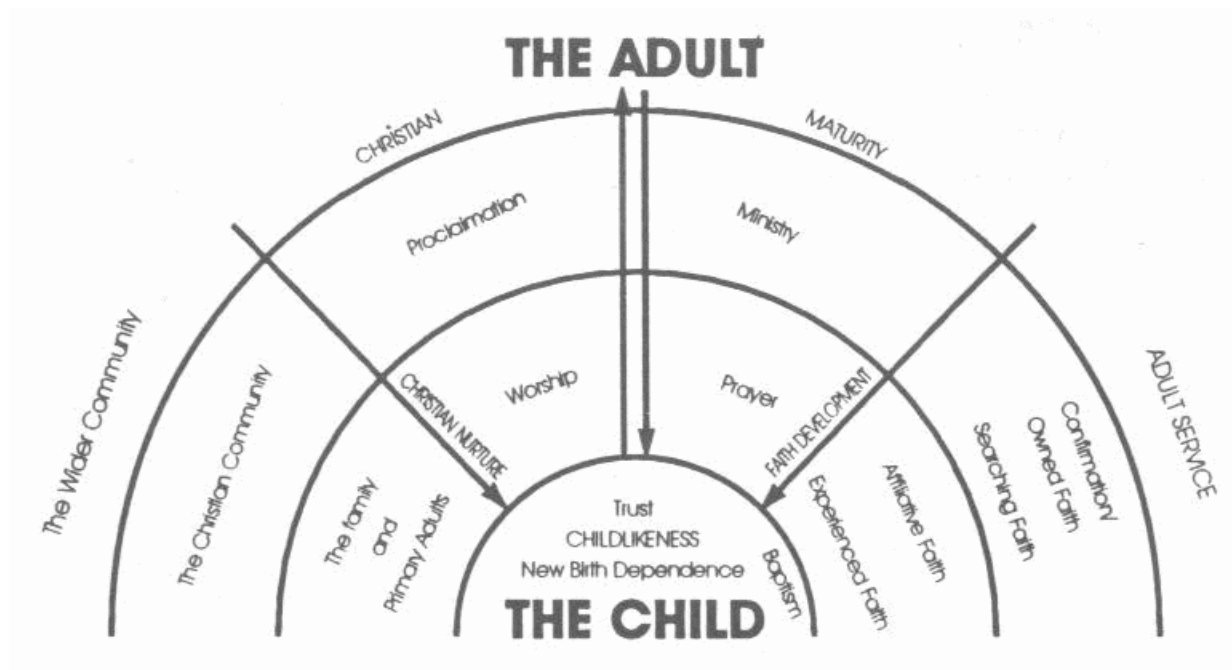 THE ADULT
CHRISTIAN
MATURITY
Proclaimation
Ministry
Worship
Prayer
CHRISTIAN NURTURE
FAITH DEVELOPMENT
The Wider Community
The Christian Community
The family
and
Primary Adults
Trust
CHILDLIKENESS
New Birth Dependence
THE CHILD
Baptism
Experienced Faith
Affiliative Faith
Searching Faith
Owned Faith
Confirmation/
ADULT SERVICE